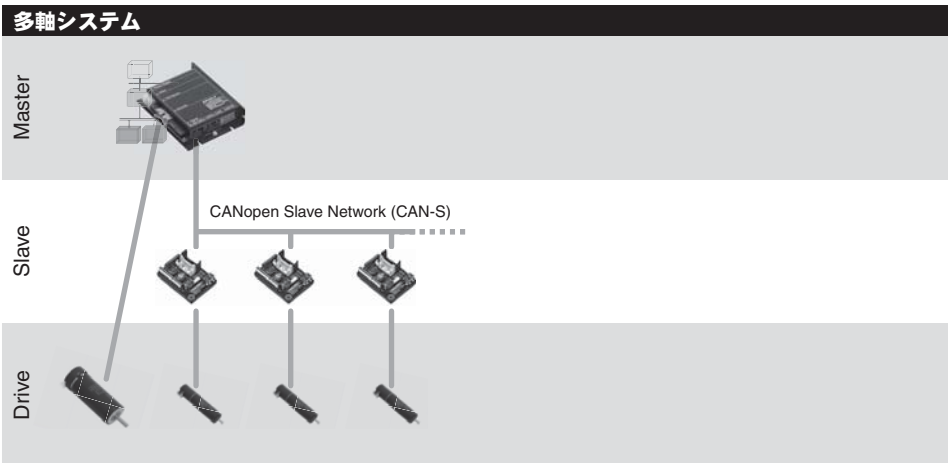 多軸システム
Master
CANopen Slave Network (CAN-S)
Slave
Drive